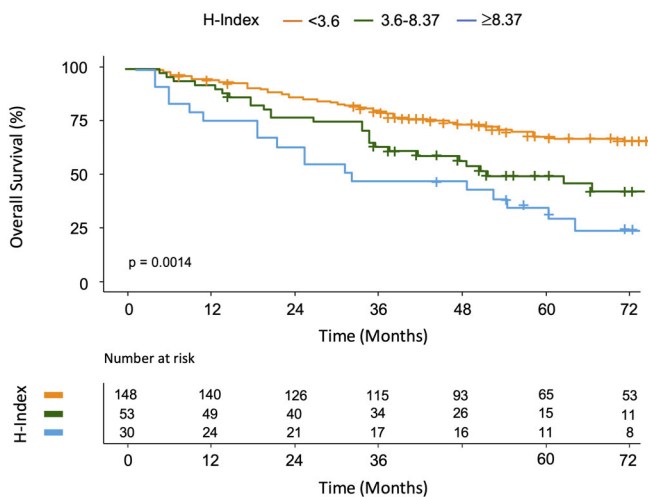 H-Index <3.6 3.6-8.37 ≥8.37
Overall Survival (%)
100
75
50
25
0
p = 0.0014
0 12 24 36 48 60 72
Time (Months)
Number at risk
H-Index
148 140 126 115 93 65 53
53 49 40 34 26 15 11
30 24 21 17 16 11 8
0 12 24 36 60 72
Time (Months)